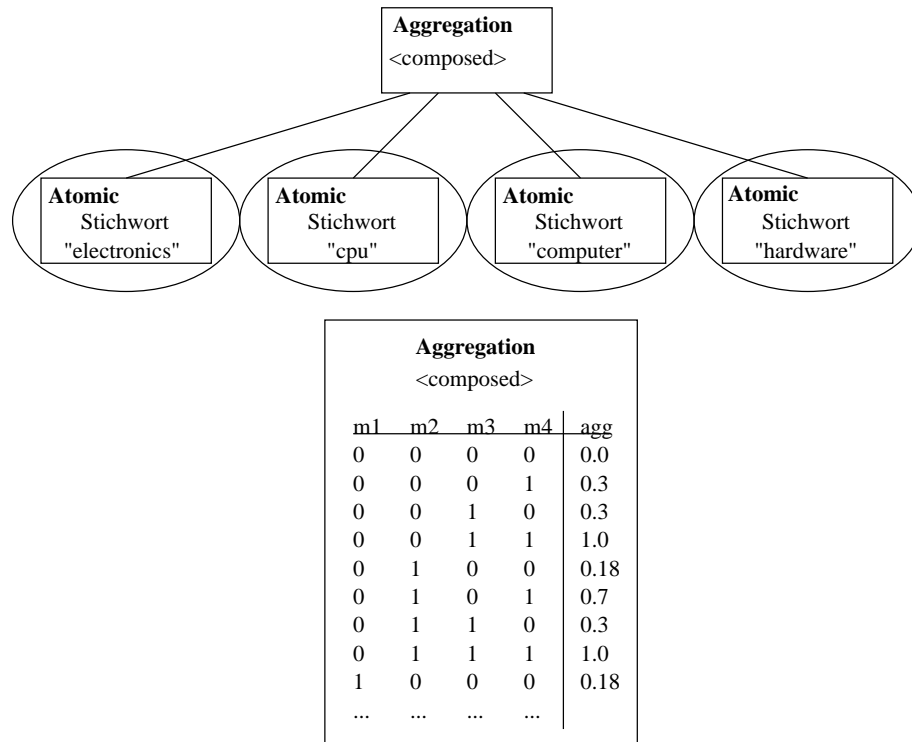 Aggregation
<composed>
Atomic
Stichwort
"electronics"
Atomic
Stichwort
"cpu"
Atomic
Stichwort
"computer"
Atomic
Stichwort
"hardware"
Aggregation
<composed>
m1 m2 m3 m4 agg
0 0 0 0 0.0
0 0 0 1 0.3
0 0 1 0 0.3
0 0 1 1 1.0
0 1 0 0 0.18
0 1 0 1 0.7
0 1 1 0 0.3
0 1 1 1 1.0
1 0 0 0 0.18
... ... ... ...